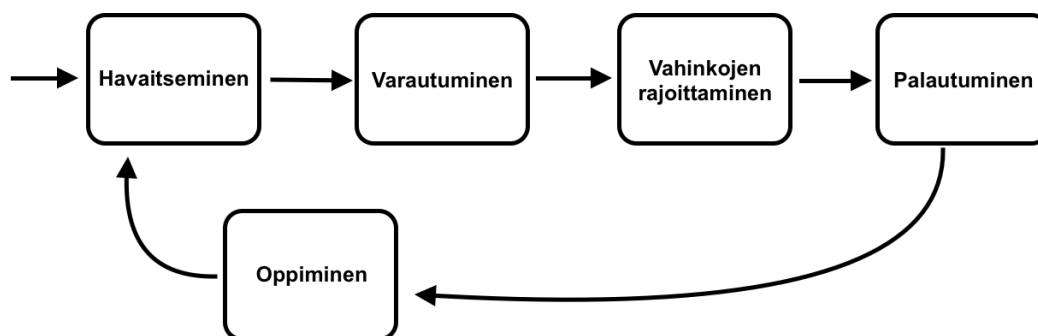 Havaitseminen
Varautuminen
Vahinkojen
rajoittaminen
Palautuminen
Oppiminen